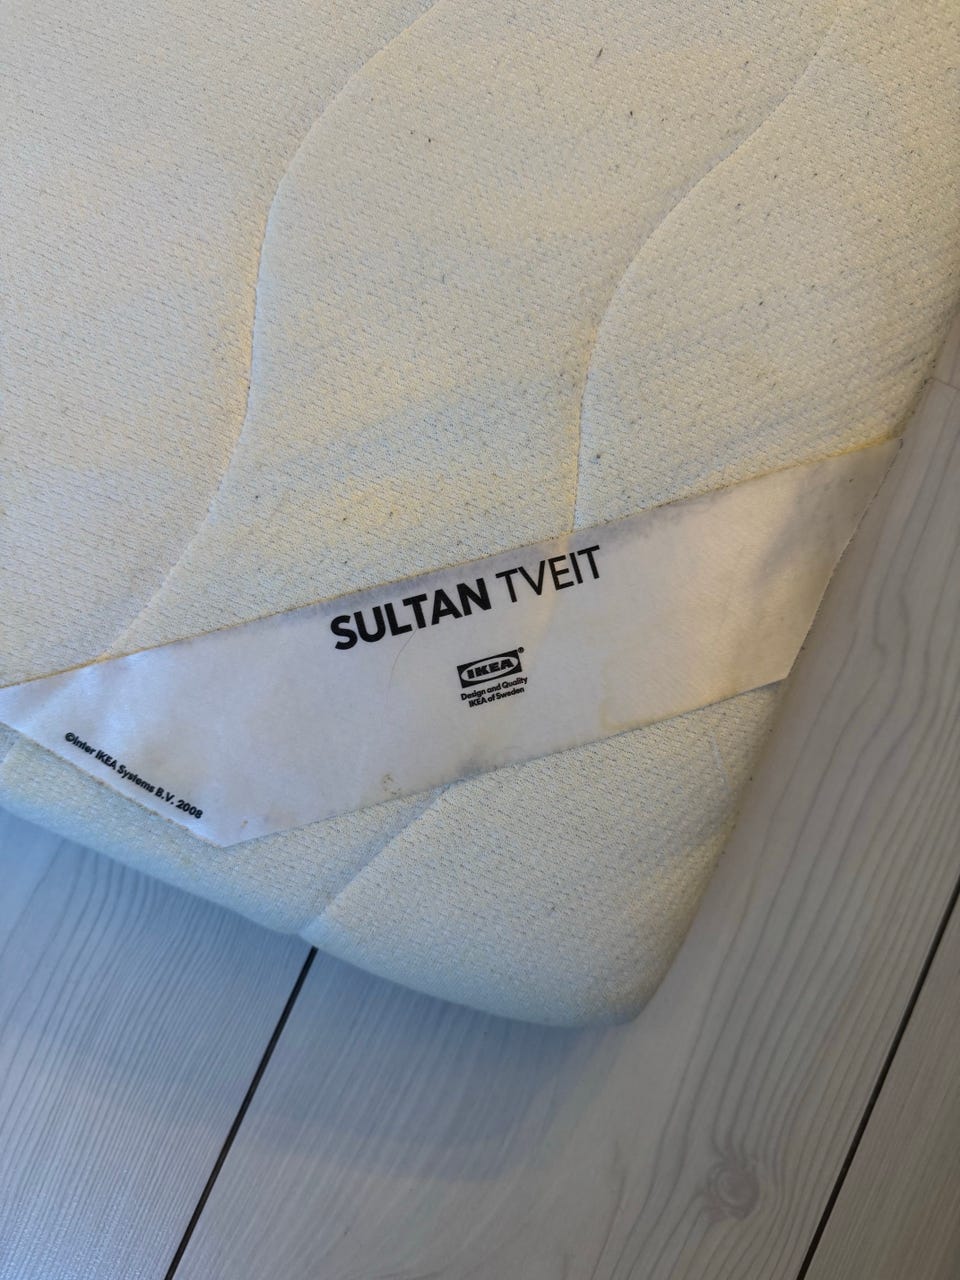 SULTAN TVEIT
IKEA®
Design and Quality
IKEA of Sweden
©Inter IKEA Systems B.V. 2008